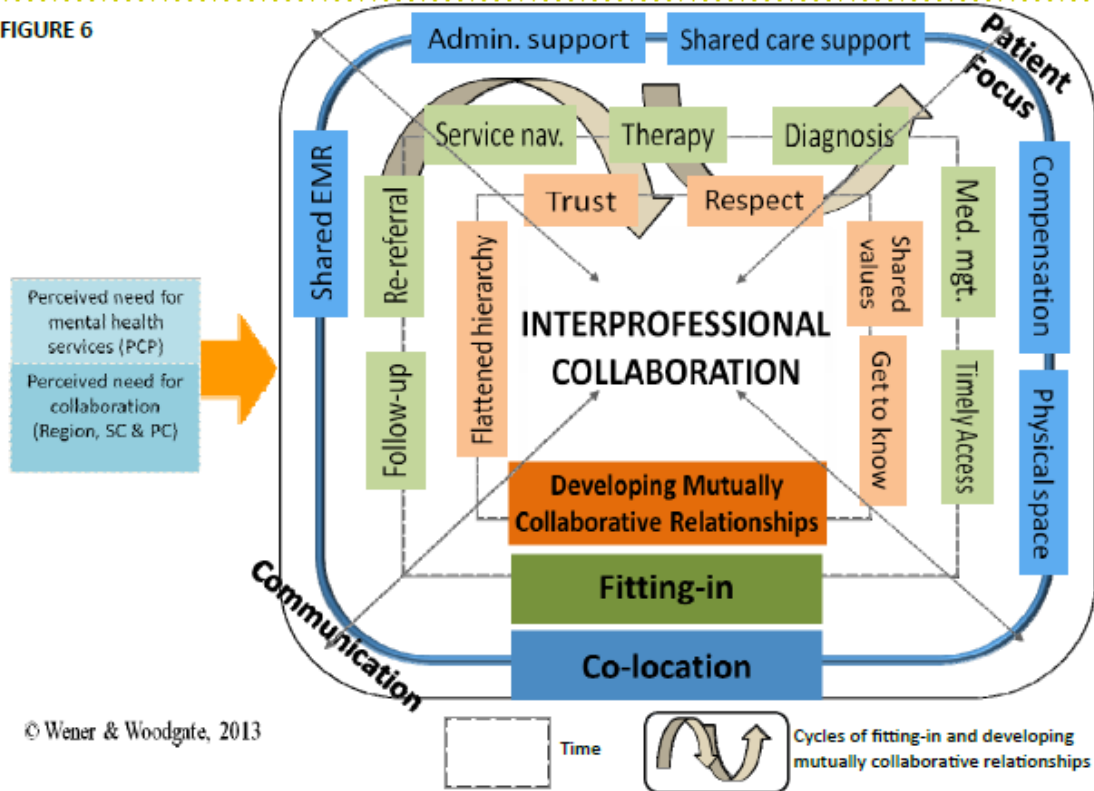 FIGURE 6
Admin. support
Shared care support
Patient
Focus
Service nav.
Therapy
Diagnosis
Shared EMR
Re-referral
Trust
Respect
Compensation
Med. mgt.
Flattened hierarchy
Shared
values
Perceived need for
mental health
services (PCP)
Perceived need for
collaboration
(Region, SC & PC)
INTERPROFESSIONAL
COLLABORATION
Follow-up
Get to know
Timely Access
Physical space
Developing Mutually
Collaborative Relationships
Fitting-in
Communication
Co-location
© Wener & Woodgate, 2013
Time
Cycles of fitting-in and developing
mutually collaborative relationships